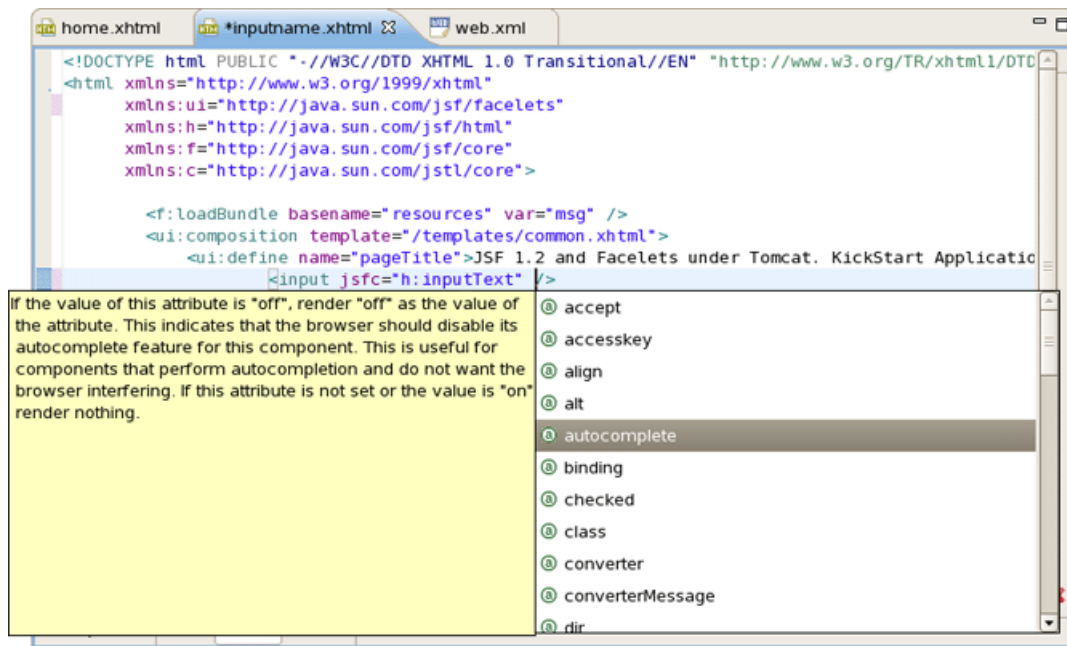 home.xhtml
*inputname.xhtml
web.xml
<!DOCTYPE html PUBLIC "-//W3C//DTD XHTML 1.0 Transitional//EN" "http://www.w3.org/TR/xhtml1/DTD
<html xmlns="http://www.w3.org/1999/xhtml"
xmlns:ui="http://java.sun.com/jsf/facelets"
xmlns:h="http://java.sun.com/jsf/html"
xmlns:f="http://java.sun.com/jsf/core"
xmlns:c="http://java.sun.com/jstl/core">
<f:loadBundle basename="resources" var="msg" />
<ui:composition template="/templates/common.xhtml">
<ui:define name="pageTitle">JSF 1.2 and Facelets under Tomcat. KickStart Applicatio
<input jsfc="h:inputText" />
If the value of this attribute is "off", render "off" as the value of
the attribute. This indicates that the browser should disable its
autocomplete feature for this component. This is useful for
components that perform autocompletion and do not want the
browser interfering. If this attribute is not set or the value is "on"
render nothing.
accept
accesskey
align
alt
autocomplete
binding
checked
class
converter
converterMessage
dir